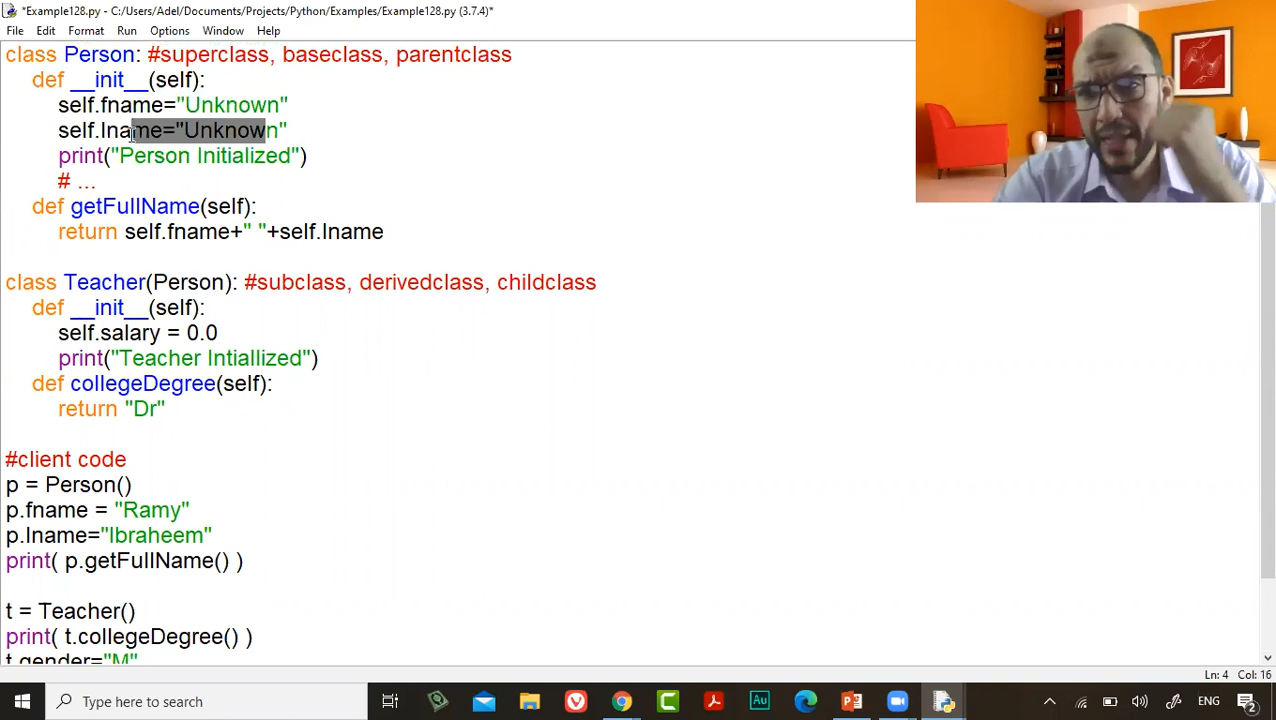 *Example128.py - C:/Users/Adel/Documents/Projects/Python/Examples/Example128.py (3.7.4)*
File Edit Format Run Options Window Help
class Person: #superclass, baseclass, parentclass
def __init__(self):
self.fname="Unknown"
self.lname="Unknown"
print("Person Initialized")
# ...
def getFullName(self):
return self.fname+" "+self.lname
class Teacher(Person): #subclass, derivedclass, childclass
def __init__(self):
self.salary = 0.0
print("Teacher Intiallized")
def collegeDegree(self):
return "Dr"
#client code
p = Person()
p.fname = "Ramy"
p.lname="Ibraheem"
print( p.getFullName() )
t = Teacher()
print( t.collegeDegree() )
t.gender="M"
Ln: 4 Col: 16
Type here to search
Au
ENG
2